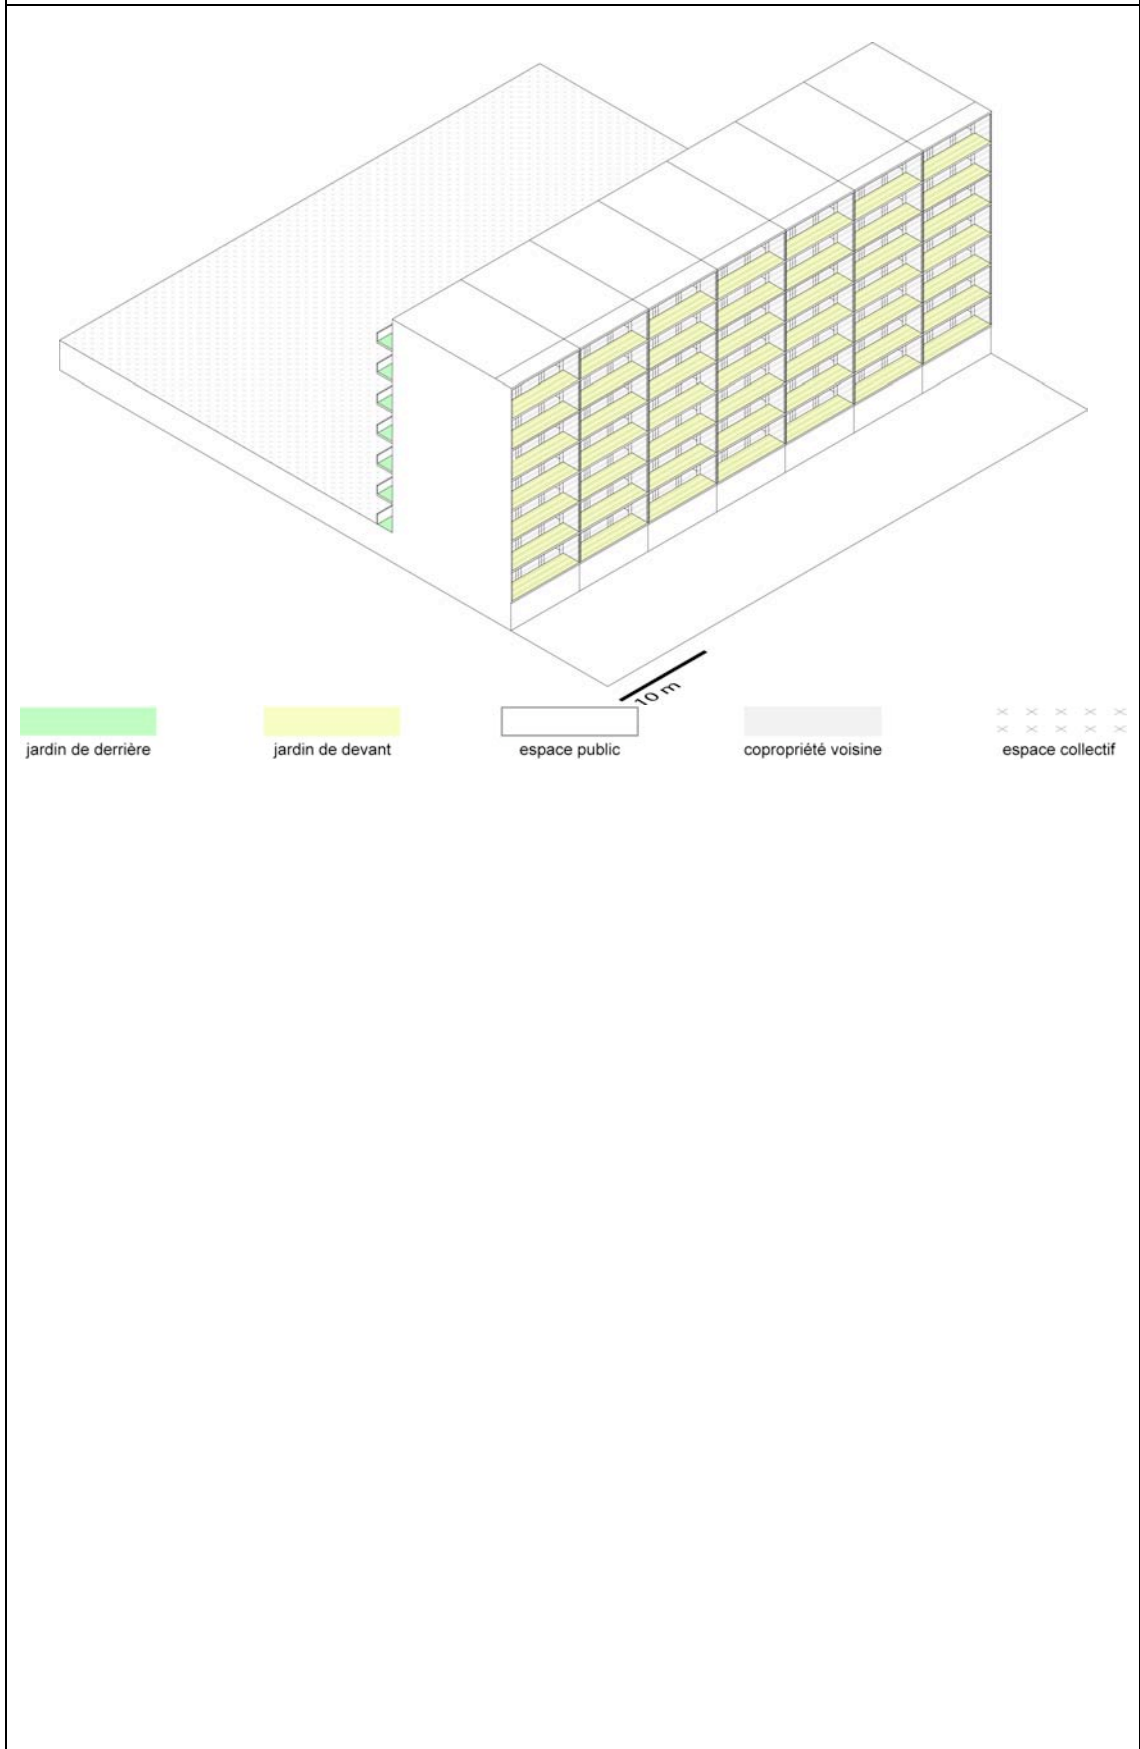 10 m
jardin de derrière
jardin de devant
espace public
copropriété voisine
espace collectif